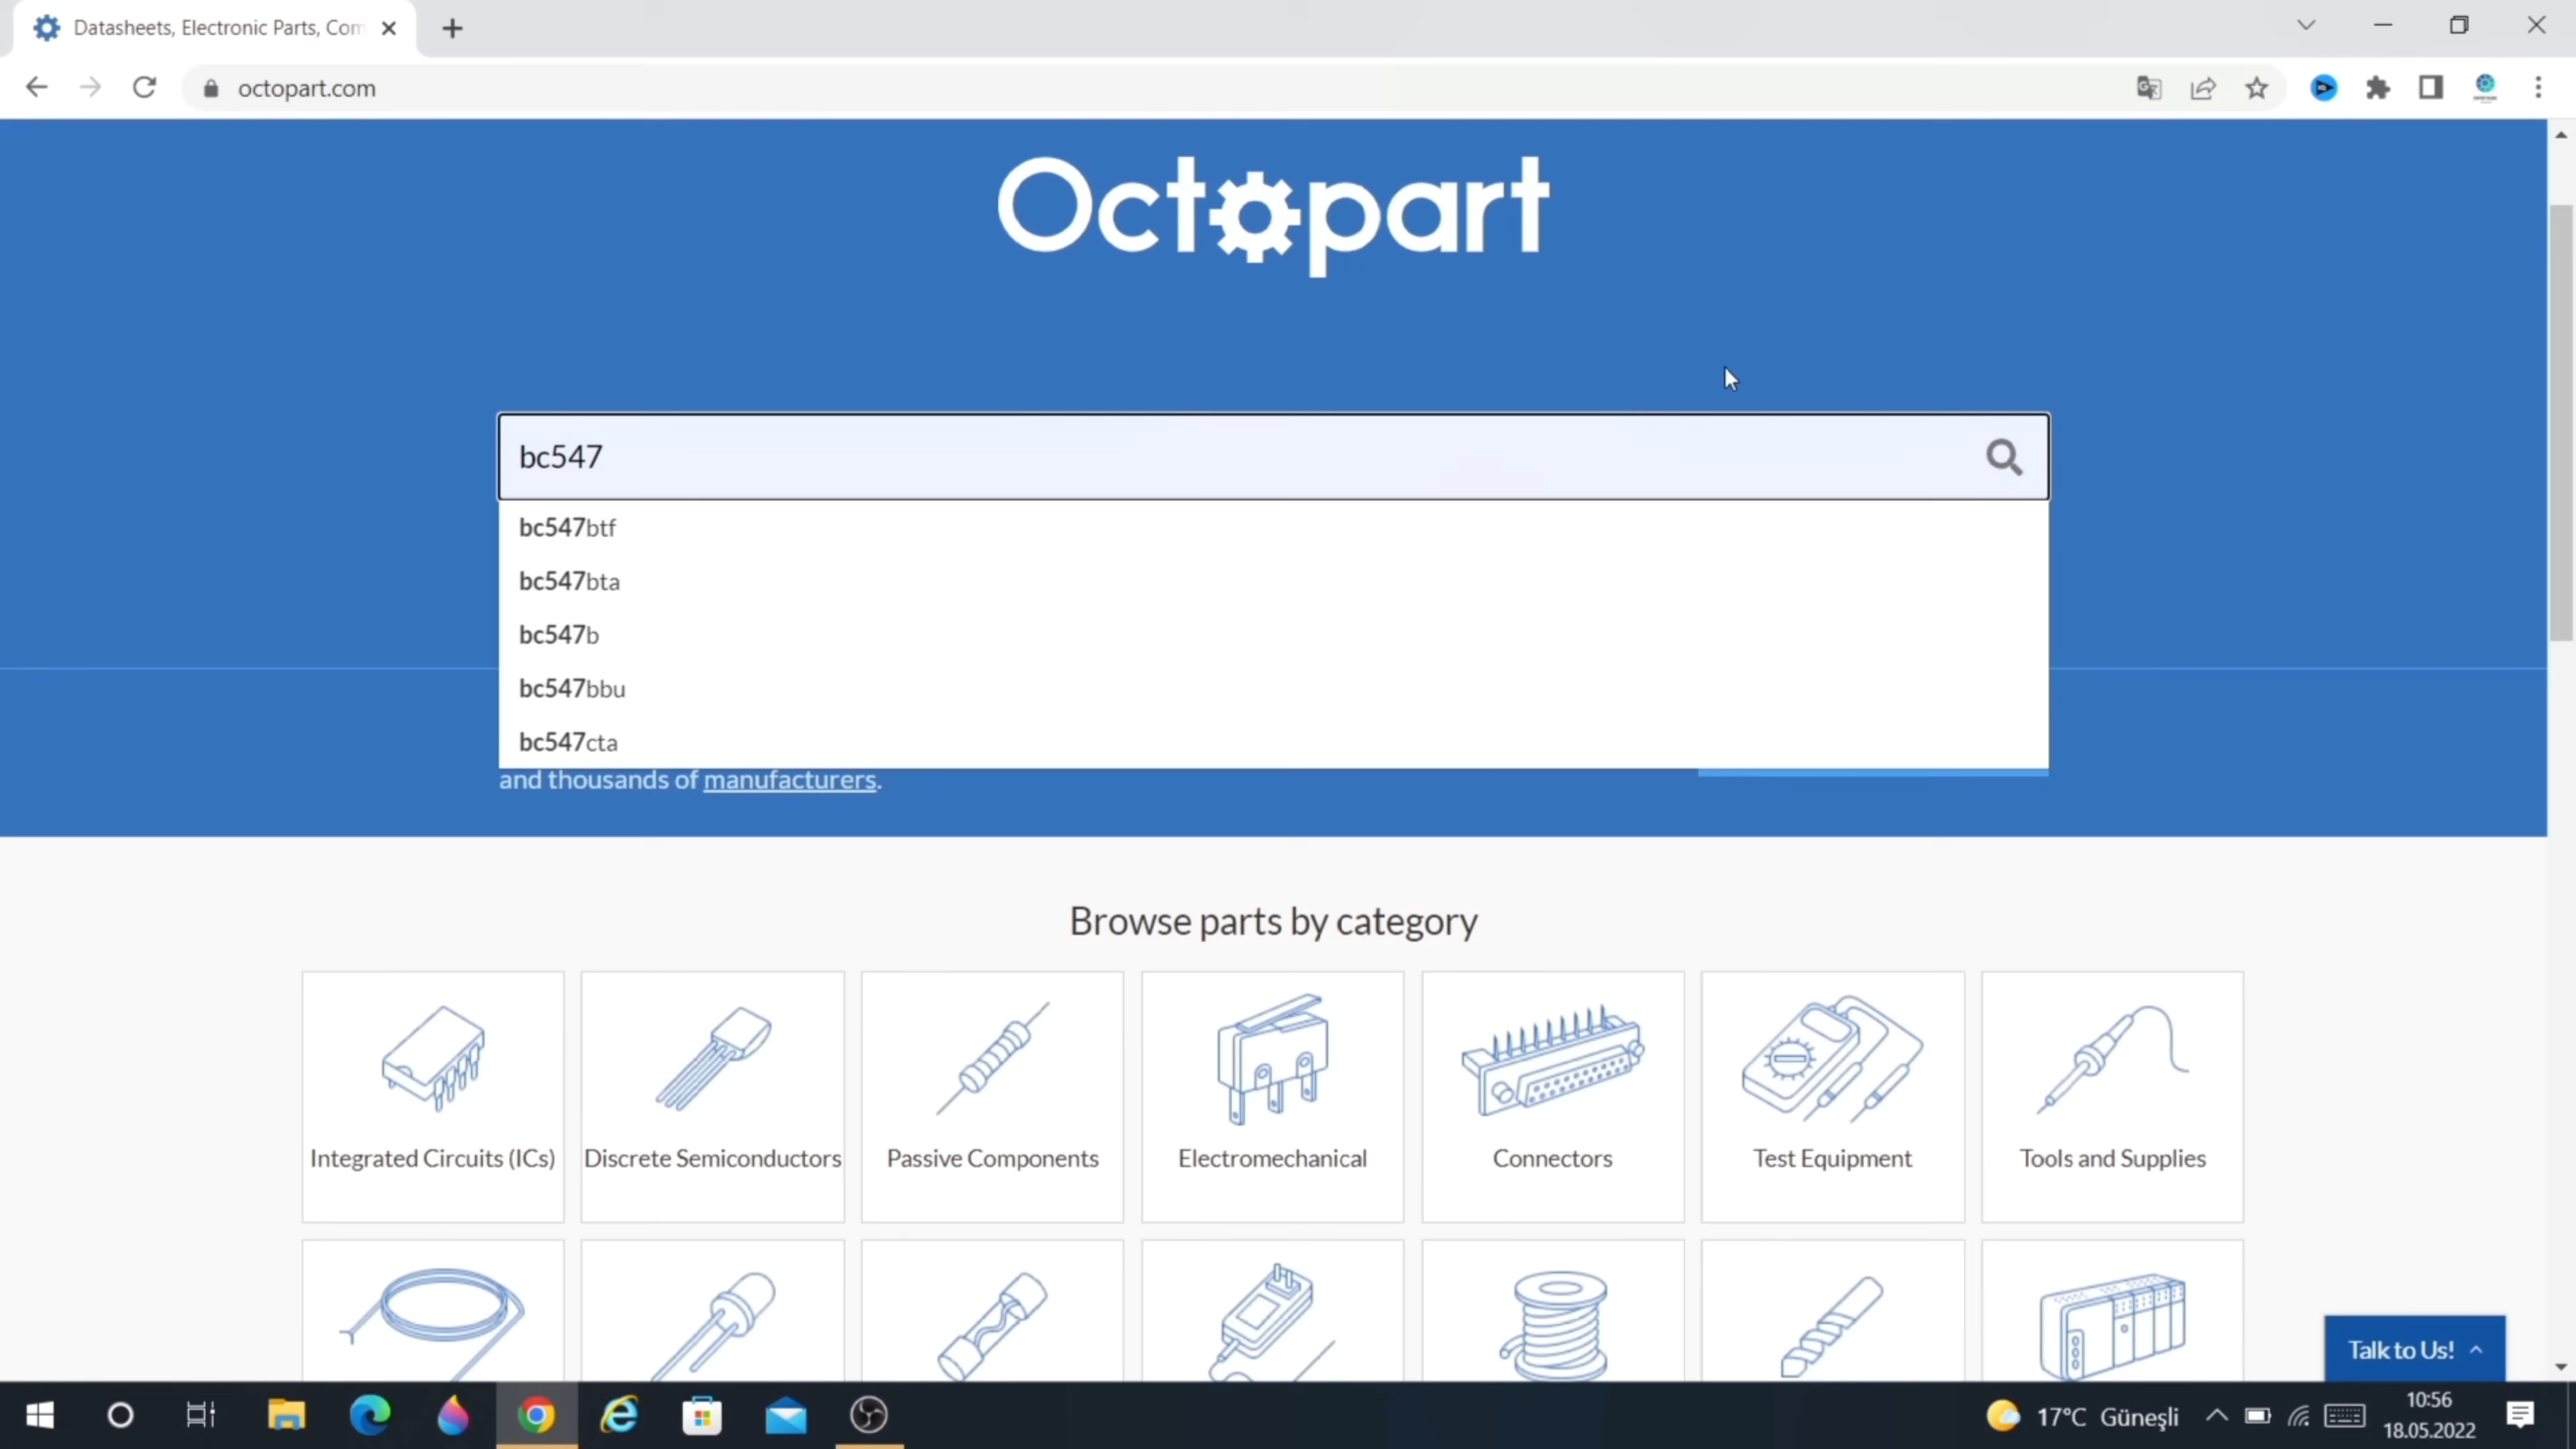 Datasheets, Electronic Parts, Com
octopart.com
Octopart
bc547
bc547btf
bc547bta
bc547b
bc547bbu
bc547cta
and thousands of manufacturers.
Browse parts by category
Integrated Circuits (ICs)
Discrete Semiconductors
Passive Components
Electromechanical
Connectors
Test Equipment
Tools and Supplies
Talk to Us!
17°C Güneşli
10:56
18.05.2022